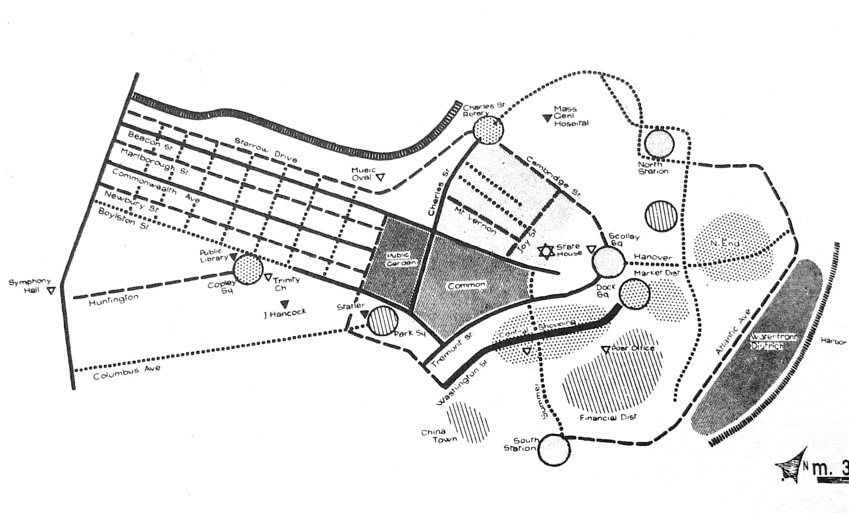 Charles St
Rotary
Mass
Genl
Hospital
Storrow Drive
Beacon St
Marlborough St
Commonwealth Ave
Newbury St
Boylston St
Music
Oval
Charles St
Cambridge St
North
Station
Mt. Vernon
Joy St
State
House
Scollay
Sq
Hanover
N. End
Public
Library
Public
Garden
Common
Market Dist
Dock
Sq
Symphony
Hall
Huntington
Copley
Sq
Trinity
Ch
J Hancock
Statler
Park Sq
Tremont St
Washington St
Post Office
Atlantic Ave
Waterfront
District
Harbor
Columbus Ave
Summer
Financial Dist
China
Town
South
Station
N
m. 3